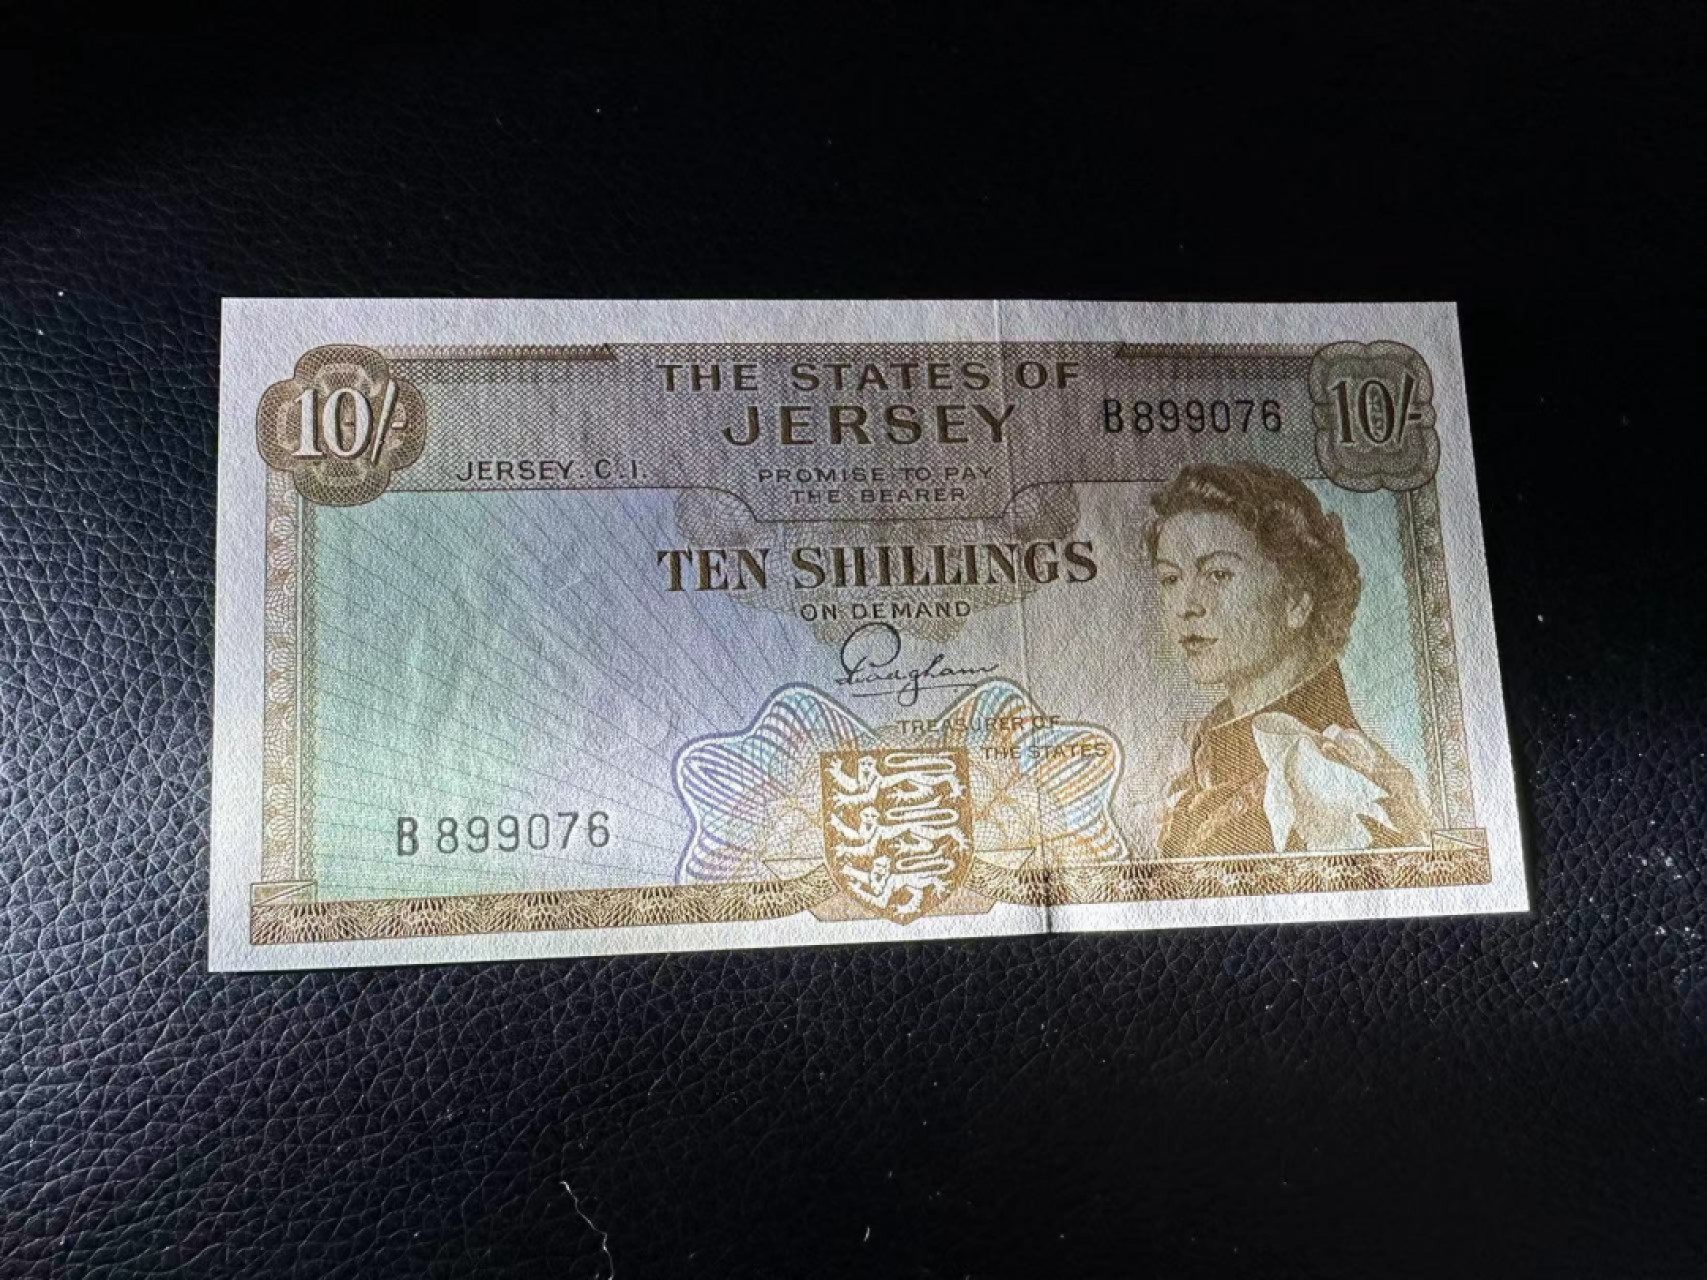 10/-
THE STATES OF
JERSEY
B899076
10/-
JERSEY. C.I.
PROMISE TO PAY
THE BEARER
TEN SHILLINGS
ON DEMAND
TREASURER OF
THE STATES
B 899076